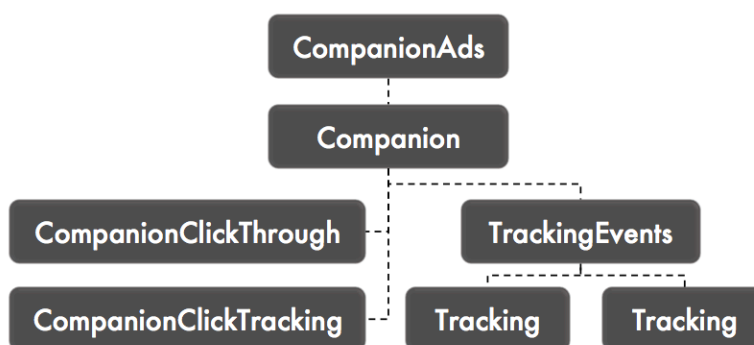 CompanionAds
Companion
CompanionClickThrough
TrackingEvents
CompanionClickTracking
Tracking
Tracking